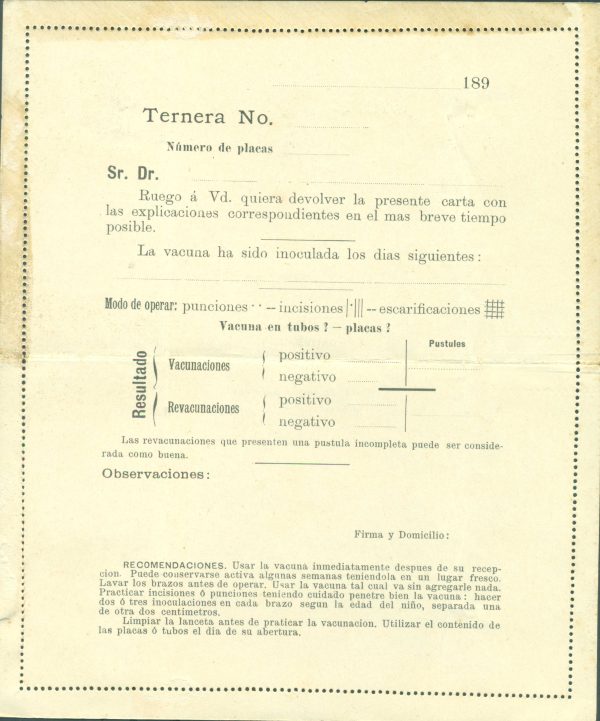 189
Ternera No.
Número de placas
Sr. Dr.
Ruego á Vd. quiera devolver la presente carta con
las explicaciones correspondientes en el mas breve tiempo
posible.
La vacuna ha sido inoculada los dias siguientes:
Modo de operar: punciones · · -- incisiones |·||| -- escarificaciones
Vacuna en tubos? — placas?
Pustules
Resultado
Vacunaciones
positivo
negativo
Revacunaciones
positivo
negativo
Las revacunaciones que presenten una pustula incompleta puede ser conside-
rada como buena.
Observaciones:
Firma y Domicilio:
RECOMENDACIONES. Usar la vacuna inmediatamente despues de su recep-
cion. Puede conservarse activa algunas semanas teniendola en un lugar fresco.
Lavar los brazos antes de operar. Usar la vacuna tal cual va sin agregarle nada.
Practicar incisiones ó punciones teniendo cuidado penetre bien la vacuna: hacer
dos ó tres inoculaciones en cada brazo segun la edad del niño, separada una
de otra dos centimetros.
Limpiar la lanceta antes de praticar la vacunacion. Utilizar el contenido de
las placas ó tubos el dia de su abertura.